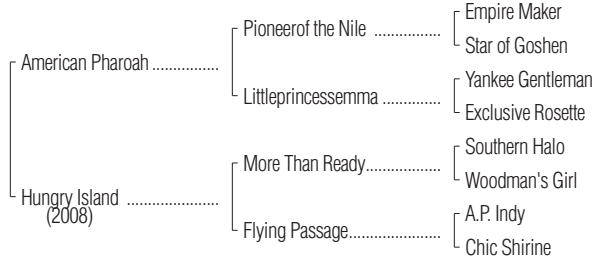 Empire Maker
Pioneerof the Nile ................
Star of Goshen
American Pharoah ................
Yankee Gentleman
Littleprincessemma ..............
Exclusive Rosette
Southern Halo
More Than Ready..................
Woodman's Girl
Hungry Island ......................
(2008)
A.P. Indy
Flying Passage......................
Chic Shirine